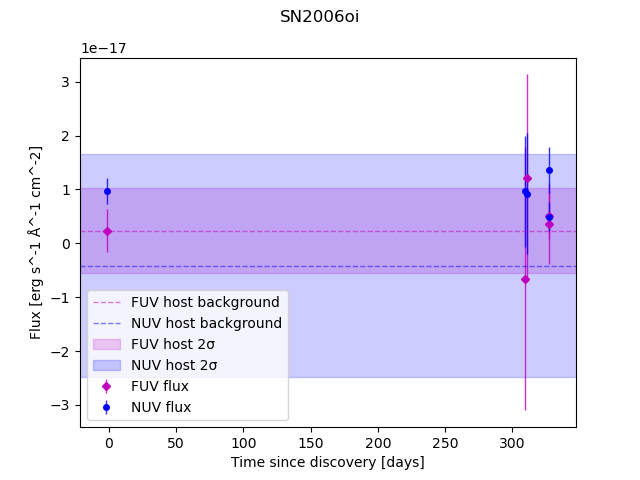 SN2006oi
1e−17
3
2
1
0
−1
−2
−3
Flux [erg s^-1 Å^-1 cm^-2]
FUV host background
NUV host background
FUV host 2σ
NUV host 2σ
FUV flux
NUV flux
0 50 100 150 200 250 300
Time since discovery [days]